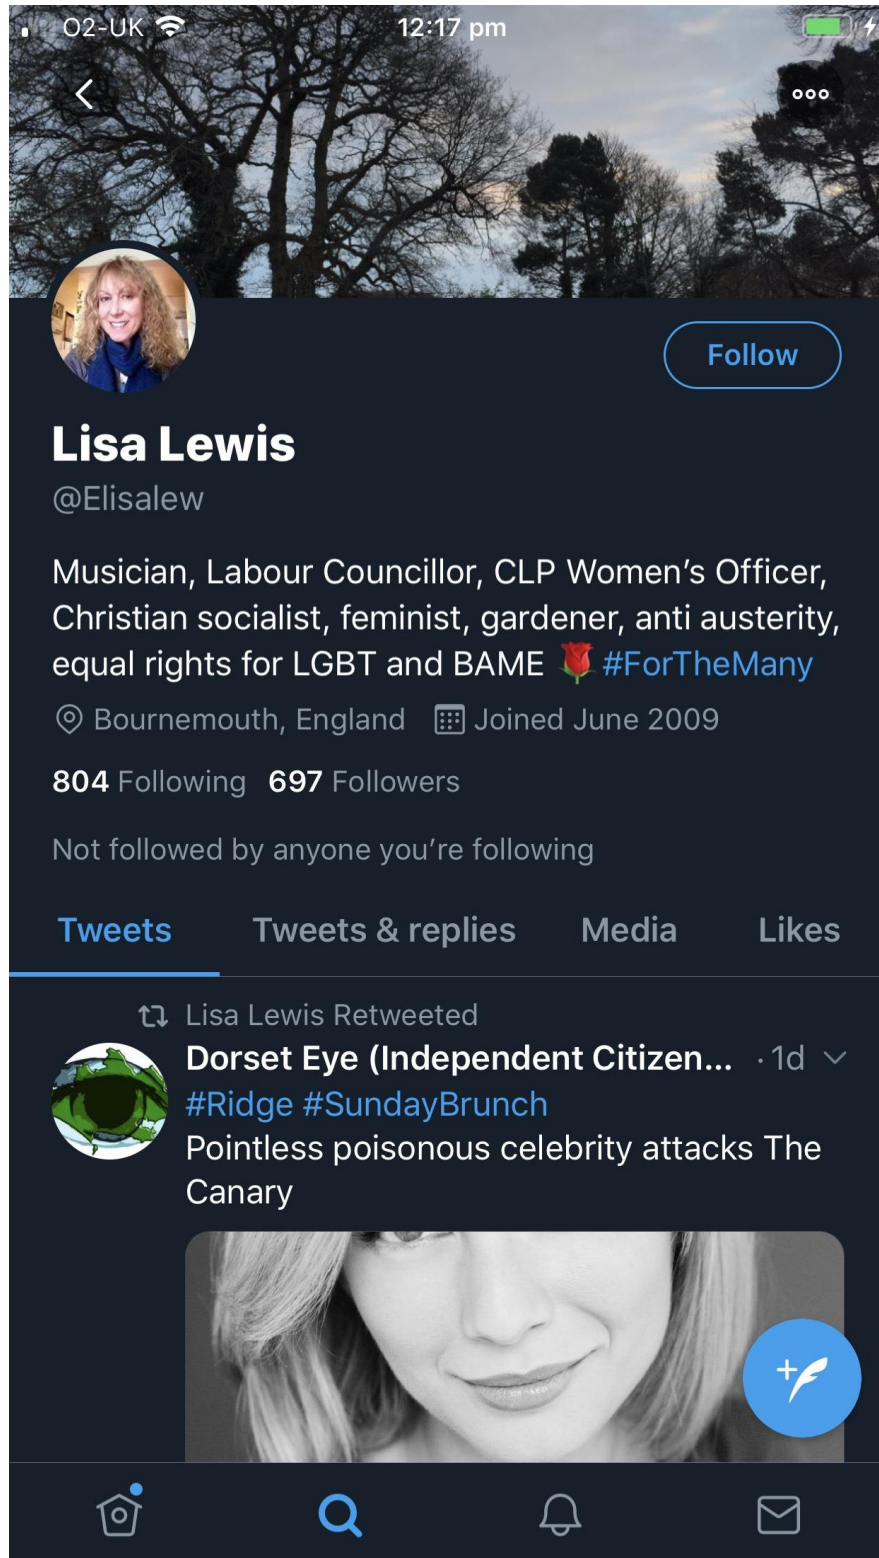 O2-UK 12:17 pm
Follow
Lisa Lewis
@Elisalew
Musician, Labour Councillor, CLP Women’s Officer,
Christian socialist, feminist, gardener, anti austerity,
equal rights for LGBT and BAME 🌹 #ForTheMany
Bournemouth, England Joined June 2009
804 Following 697 Followers
Not followed by anyone you’re following
Tweets Tweets & replies Media Likes
Lisa Lewis Retweeted
Dorset Eye (Independent Citizen... · 1d
#Ridge #SundayBrunch
Pointless poisonous celebrity attacks The
Canary